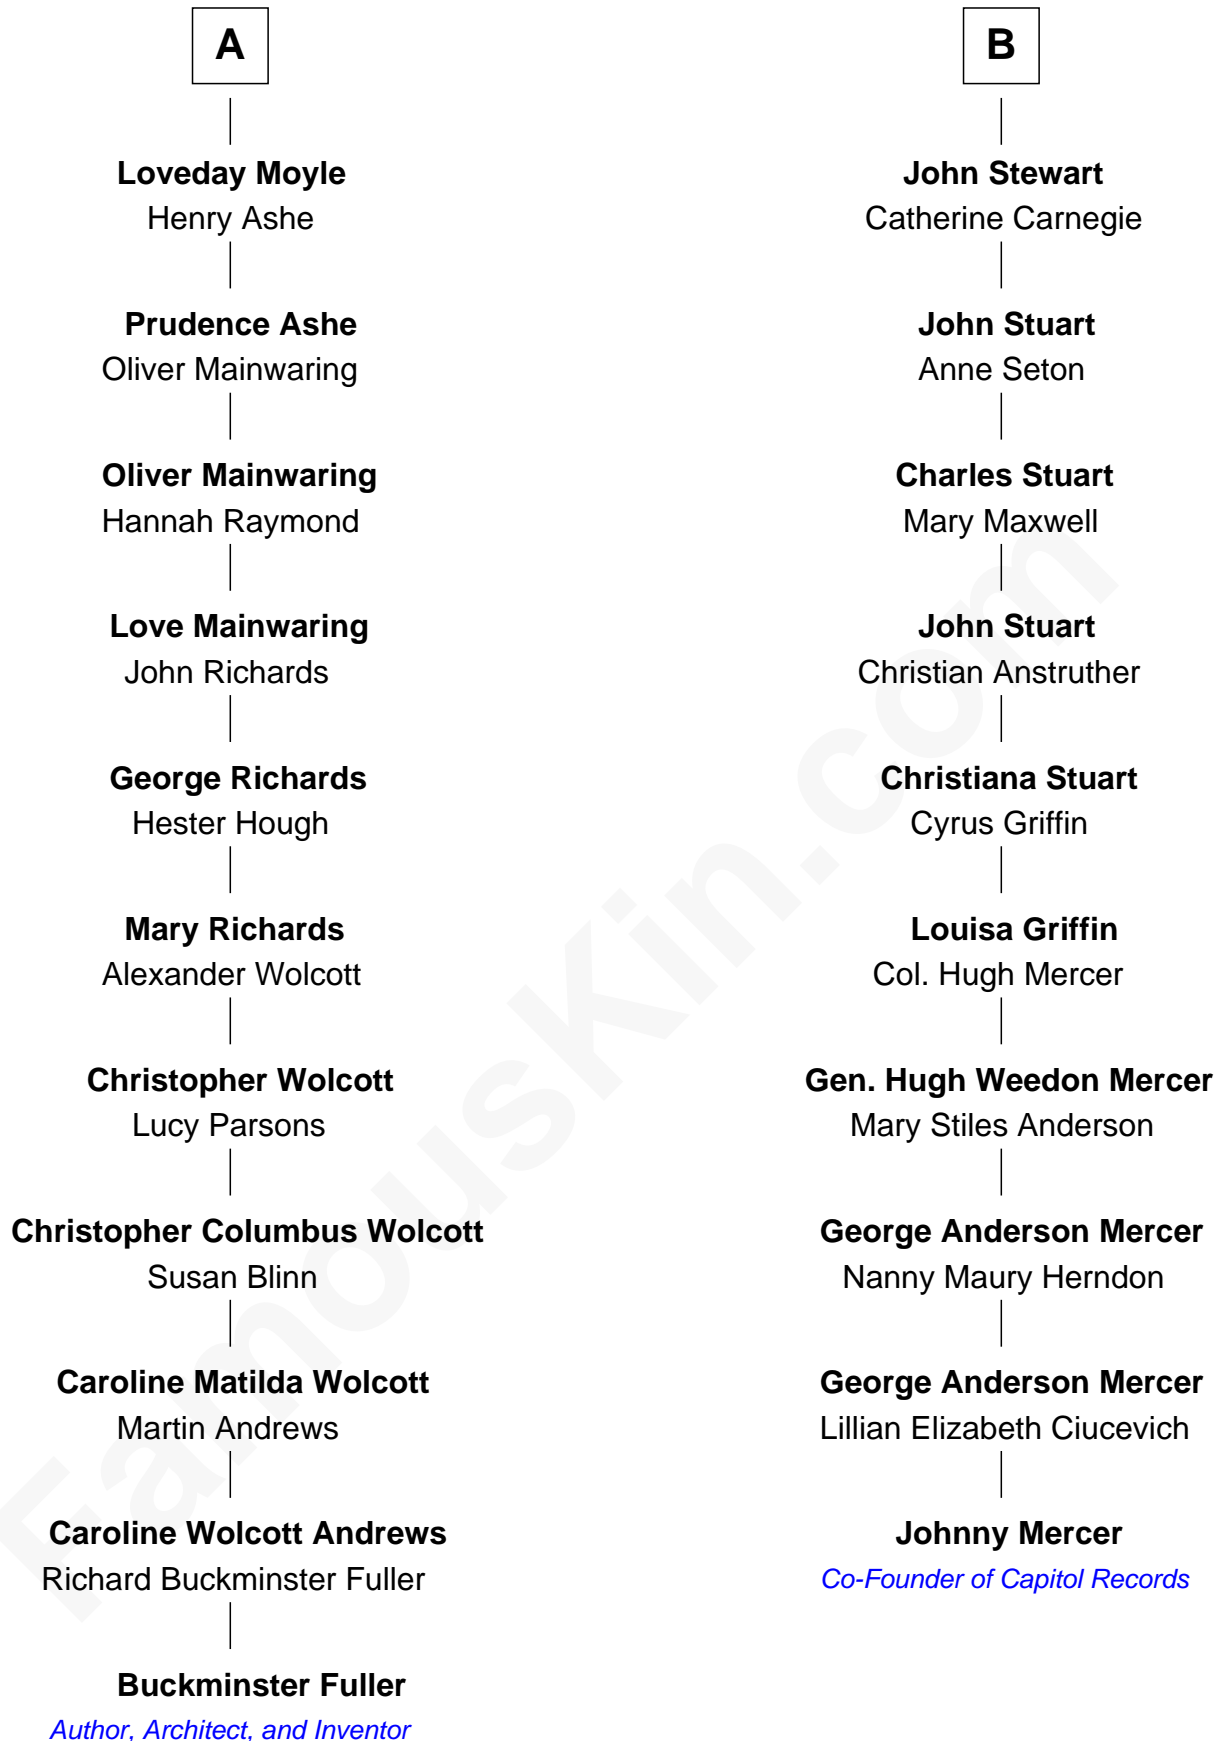 A
Loveday Moyle
Henry Ashe
Prudence Ashe
Oliver Mainwaring
Oliver Mainwaring
Hannah Raymond
Love Mainwaring
John Richards
George Richards
Hester Hough
Mary Richards
Alexander Wolcott
Christopher Wolcott
Lucy Parsons
Christopher Columbus Wolcott
Susan Blinn
Caroline Matilda Wolcott
Martin Andrews
Caroline Wolcott Andrews
Richard Buckminster Fuller
Buckminster Fuller
Author, Architect, and Inventor
B
John Stewart
Catherine Carnegie
John Stuart
Anne Seton
Charles Stuart
Mary Maxwell
John Stuart
Christian Anstruther
Christiana Stuart
Cyrus Griffin
Louisa Griffin
Col. Hugh Mercer
Gen. Hugh Weedon Mercer
Mary Stiles Anderson
George Anderson Mercer
Nanny Maury Herndon
George Anderson Mercer
Lillian Elizabeth Ciucevich
Johnny Mercer
Co-Founder of Capitol Records
FamousKin.com